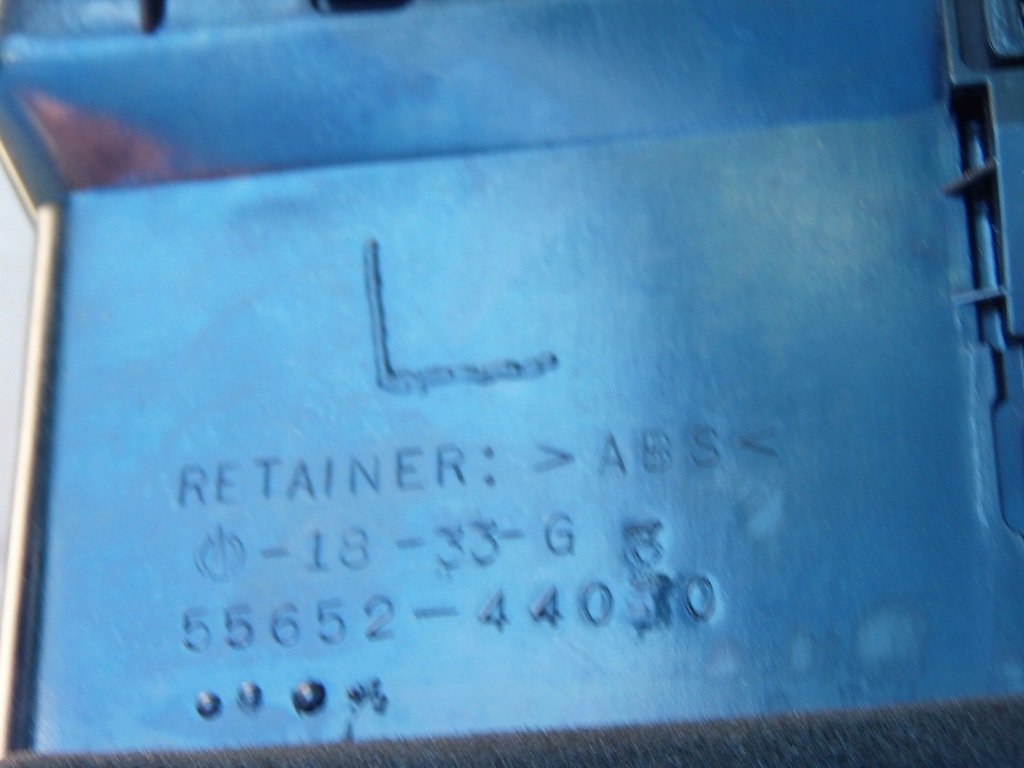 L
RETAINER: >ABS<
-18-33-G
55652-440